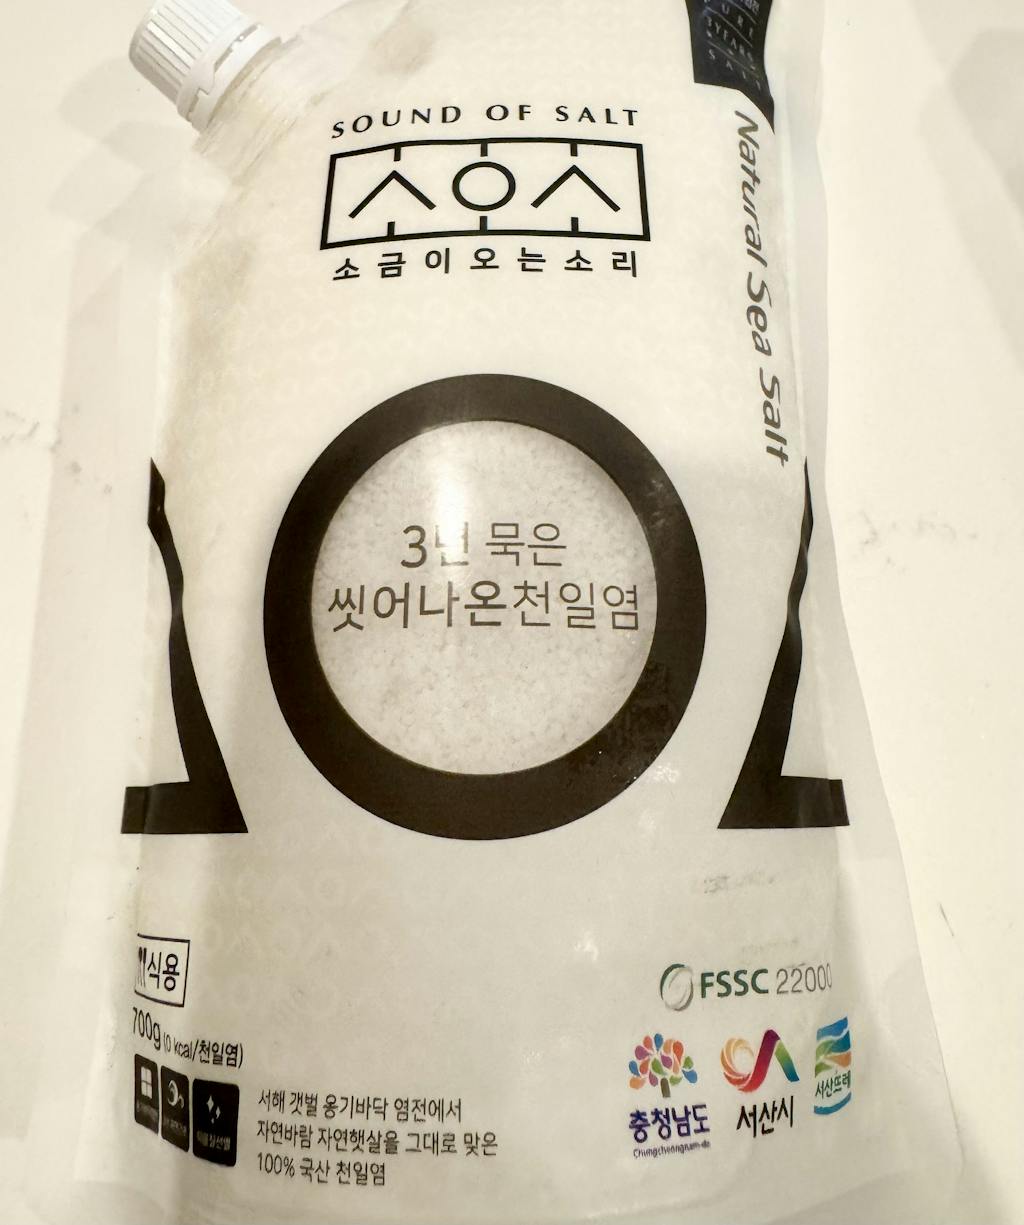 SOUND OF SALT
소오소
소금이오는소리
Natural Sea Salt
3년 묵은
씻어나온천일염
식용
700g (0 kcal/천일염)
서해 갯벌 옹기바닥 염전에서
자연바람 자연햇살을 그대로 맞은
100% 국산 천일염
FSSC 22000
충청남도
Chungcheongnam-do
서산시
서산뜨레